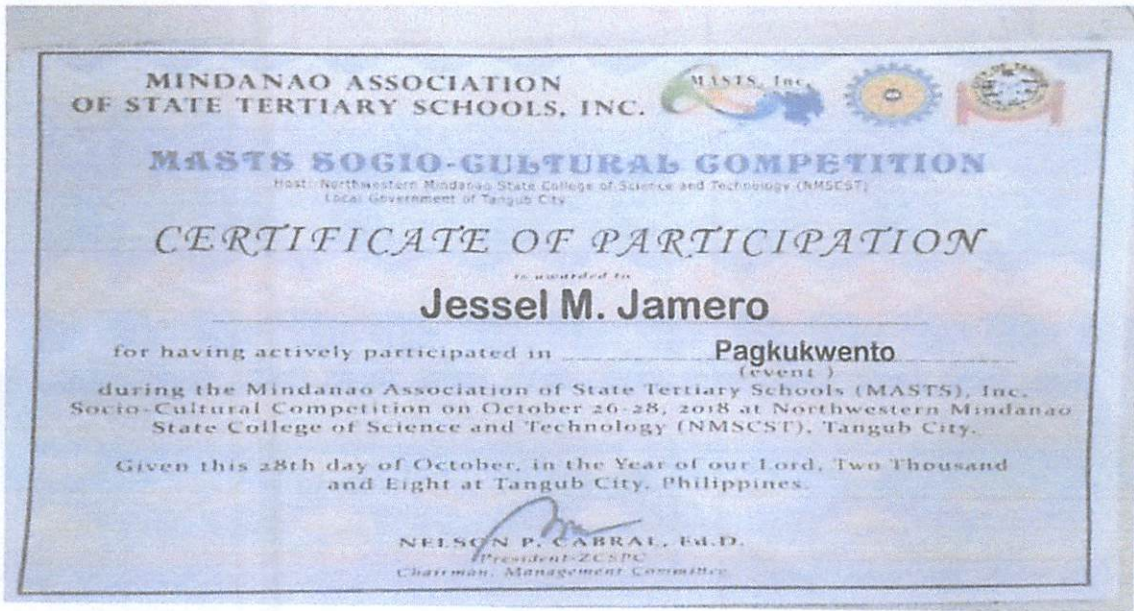 MINDANAO ASSOCIATION
OF STATE TERTIARY SCHOOLS, INC.
MASTS, Inc.
MASTS SOCIO-CULTURAL COMPETITION
Host: Northwestern Mindanao State College of Science and Technology (NMSCST)
Local Government of Tangub City
CERTIFICATE OF PARTICIPATION
is awarded to
Jessel M. Jamero
for having actively participated in Pagkukwento
(event)
during the Mindanao Association of State Tertiary Schools (MASTS), Inc.
Socio-Cultural Competition on October 26-28, 2018 at Northwestern Mindanao
State College of Science and Technology (NMSCST), Tangub City.
Given this 28th day of October, in the Year of our Lord, Two Thousand
and Eight at Tangub City, Philippines.
NELSON P. CABRAL, Ed.D.
President-ZCSPC
Chairman, Management Committee